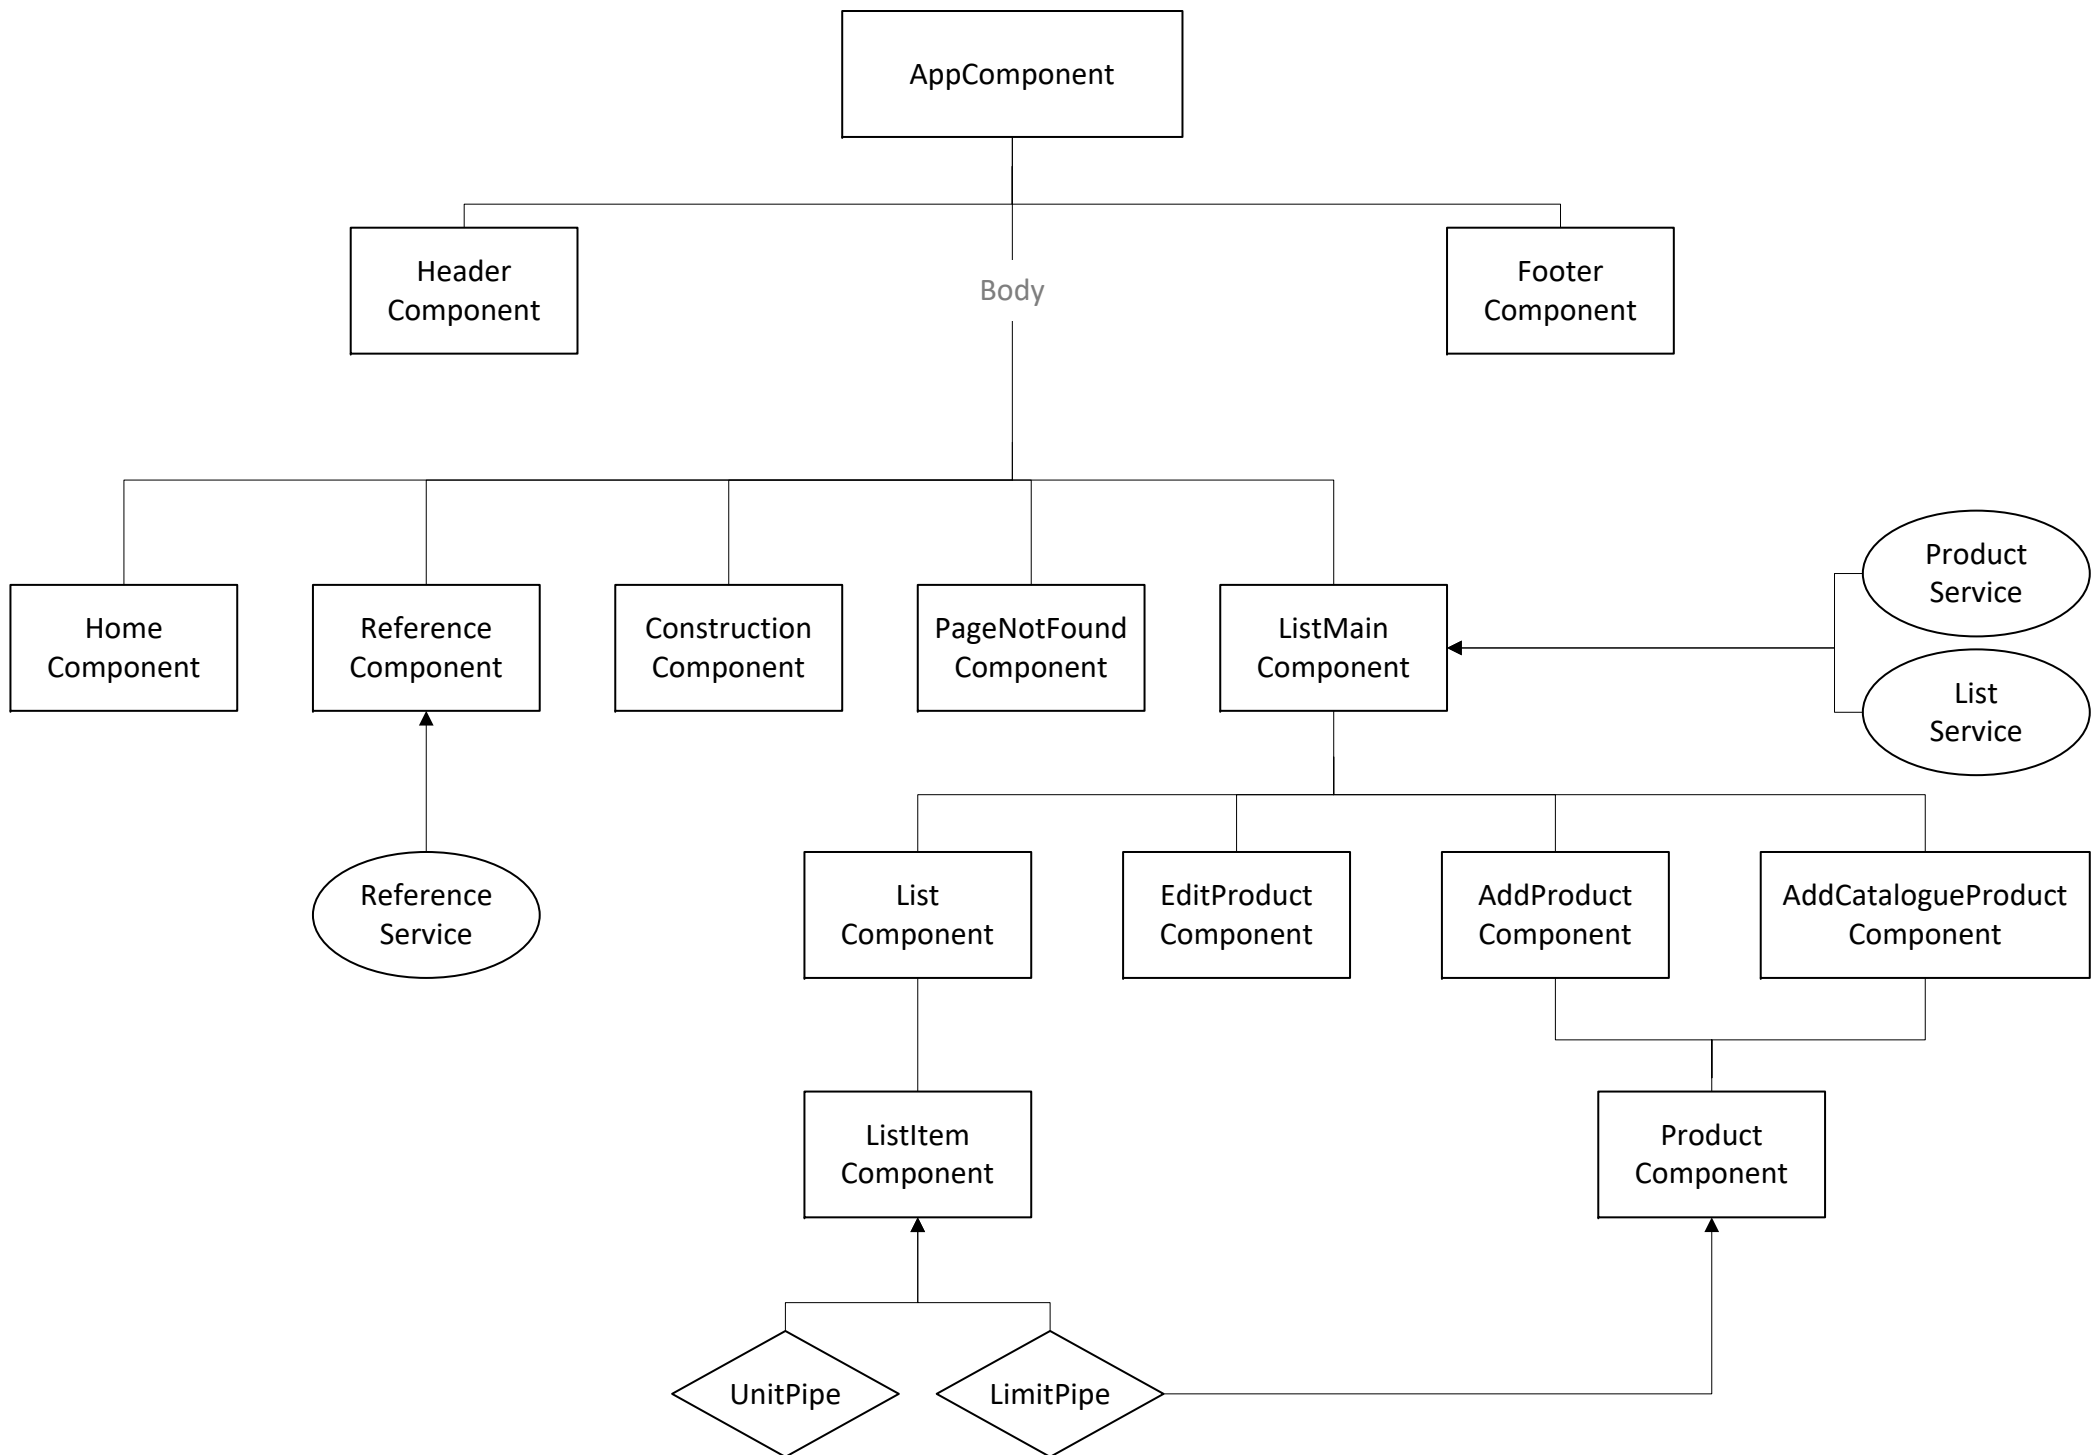 AppComponent
Header
Component
Body
Footer
Component
Home
Component
Reference
Component
Construction
Component
PageNotFound
Component
ListMain
Component
Product
Service
List
Service
Reference
Service
List
Component
EditProduct
Component
AddProduct
Component
AddCatalogueProduct
Component
ListItem
Component
Product
Component
UnitPipe
LimitPipe